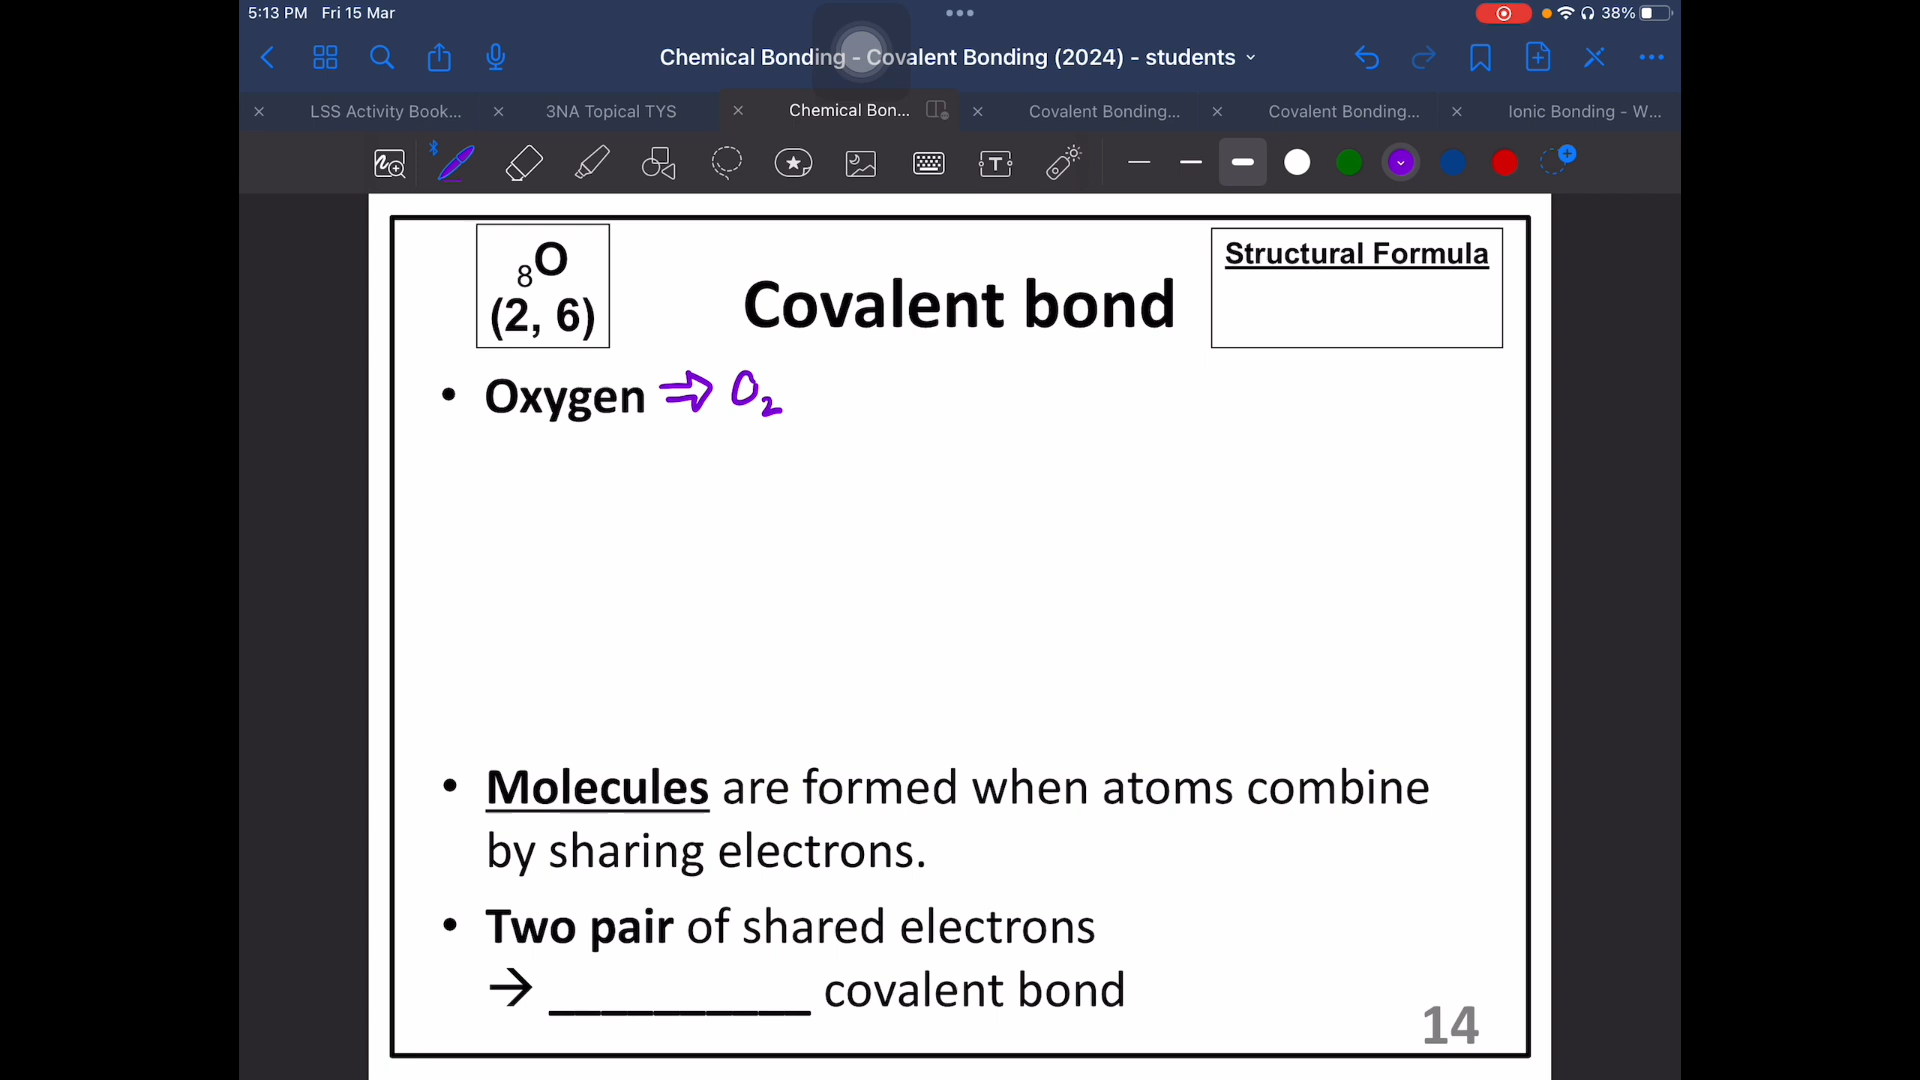 5:13 PM Fri 15 Mar
38%
Chemical Bonding - Covalent Bonding (2024) - students
LSS Activity Book...
3NA Topical TYS
Chemical Bon...
Covalent Bonding...
Covalent Bonding...
Ionic Bonding - W...
8O
(2, 6)
Covalent bond
Structural Formula
• Oxygen ⇒ O2
• Molecules are formed when atoms combine
by sharing electrons.
• Two pair of shared electrons
→ __________ covalent bond
14